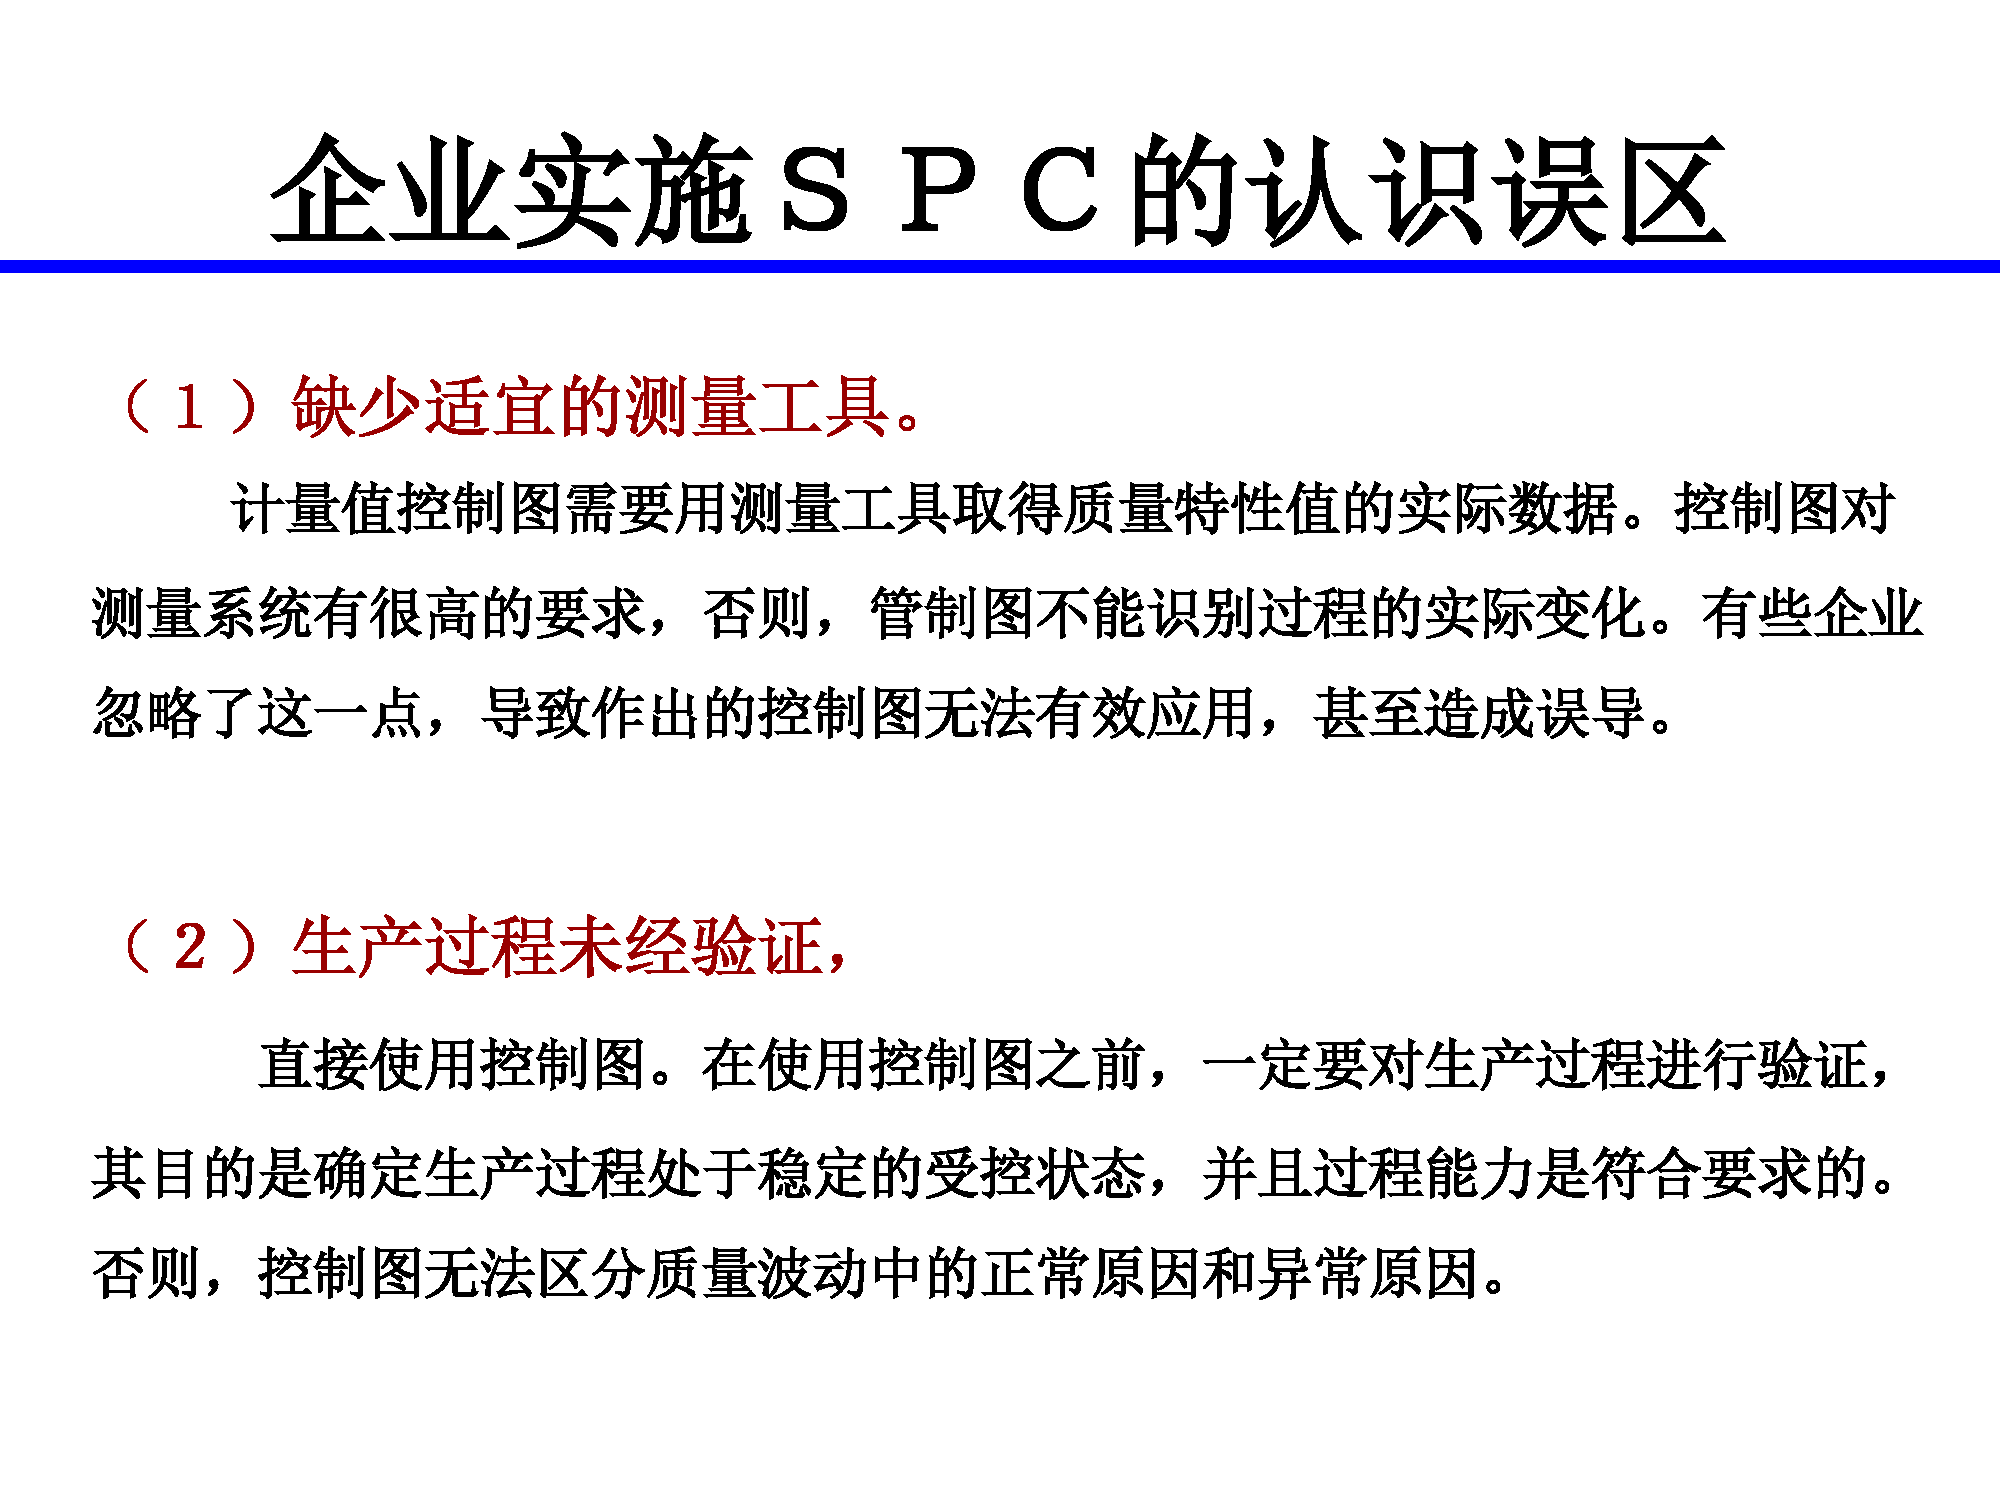 企业实施ＳＰＣ的认识误区
（１）缺少适宜的测量工具。
计量值控制图需要用测量工具取得质量特性值的实际数据。控制图对
测量系统有很高的要求，否则，管制图不能识别过程的实际变化。有些企业
忽略了这一点，导致作出的控制图无法有效应用，甚至造成误导。
（２）生产过程未经验证，
直接使用控制图。在使用控制图之前，一定要对生产过程进行验证，
其目的是确定生产过程处于稳定的受控状态，并且过程能力是符合要求的。
否则，控制图无法区分质量波动中的正常原因和异常原因。